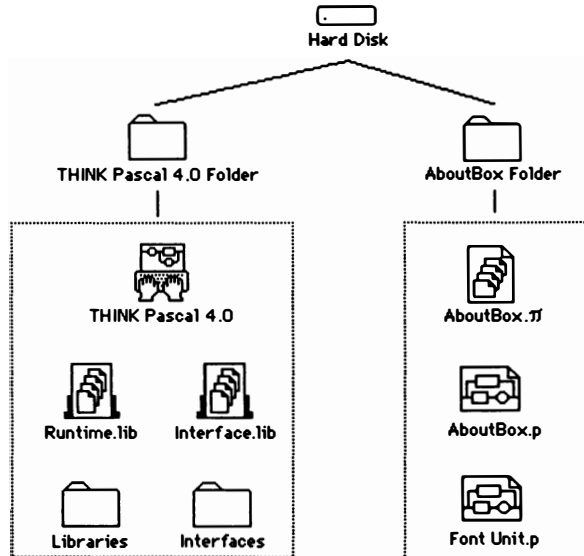 Hard Disk
THINK Pascal 4.0 Folder
AboutBox Folder
THINK Pascal 4.0
AboutBox.π
Runtime.lib
Interface.lib
AboutBox.p
Libraries
Interfaces
Font Unit.p